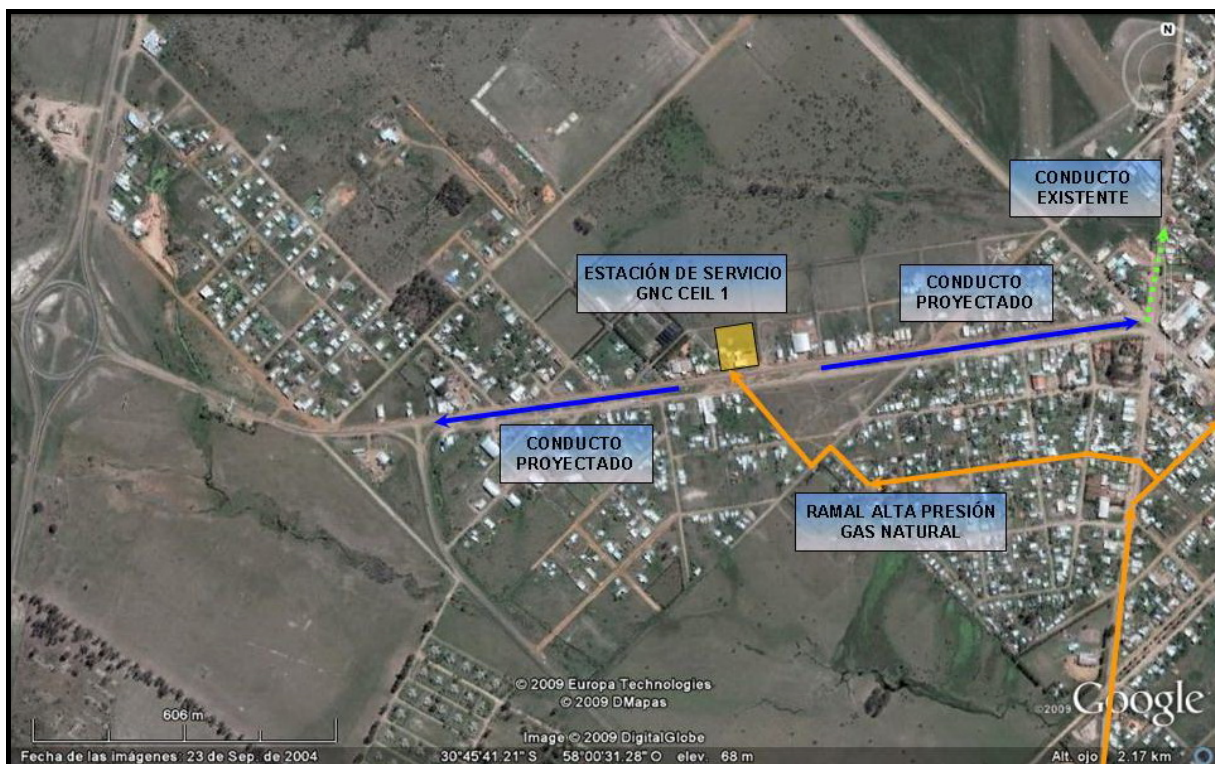 N
CONDUCTO
EXISTENTE
ESTACIÓN DE SERVICIO
GNC CEIL 1
CONDUCTO
PROYECTADO
CONDUCTO
PROYECTADO
RAMAL ALTA PRESIÓN
GAS NATURAL
© 2009 Europa Technologies
© 2009 DMapas
©2009 Google
606 m
Image © 2009 DigitalGlobe
Fecha de las imágenes: 23 de Sep. de 2004 30°45'41.21" S 58°00'31.28" O elev. 68 m Alt. ojo 2.17 km